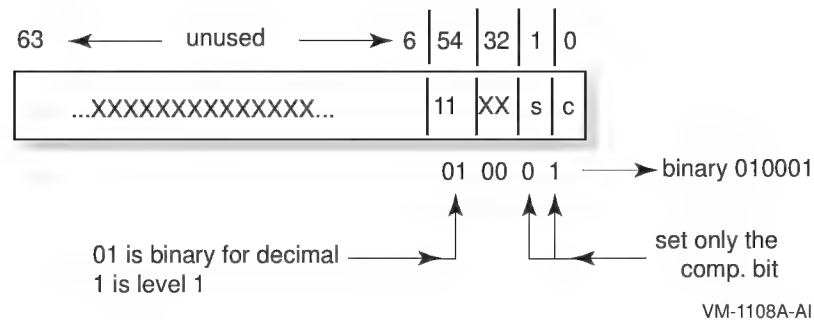 63 unused 6 54 32 1 0
...XXXXXXXXXXXXXX... 11 XX s c
01 00 0 1 binary 010001
01 is binary for decimal
1 is level 1
set only the
comp. bit
VM-1108A-AI